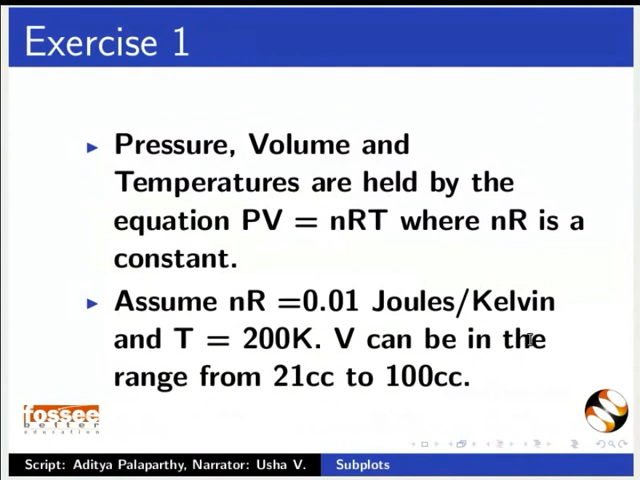 Exercise 1
Pressure, Volume and
Temperatures are held by the
equation PV = nRT where nR is a
constant.
Assume nR =0.01 Joules/Kelvin
and T = 200K. V can be in the
range from 21cc to 100cc.
fossee
better
education
Script: Aditya Palaparthy, Narrator: Usha V. Subplots